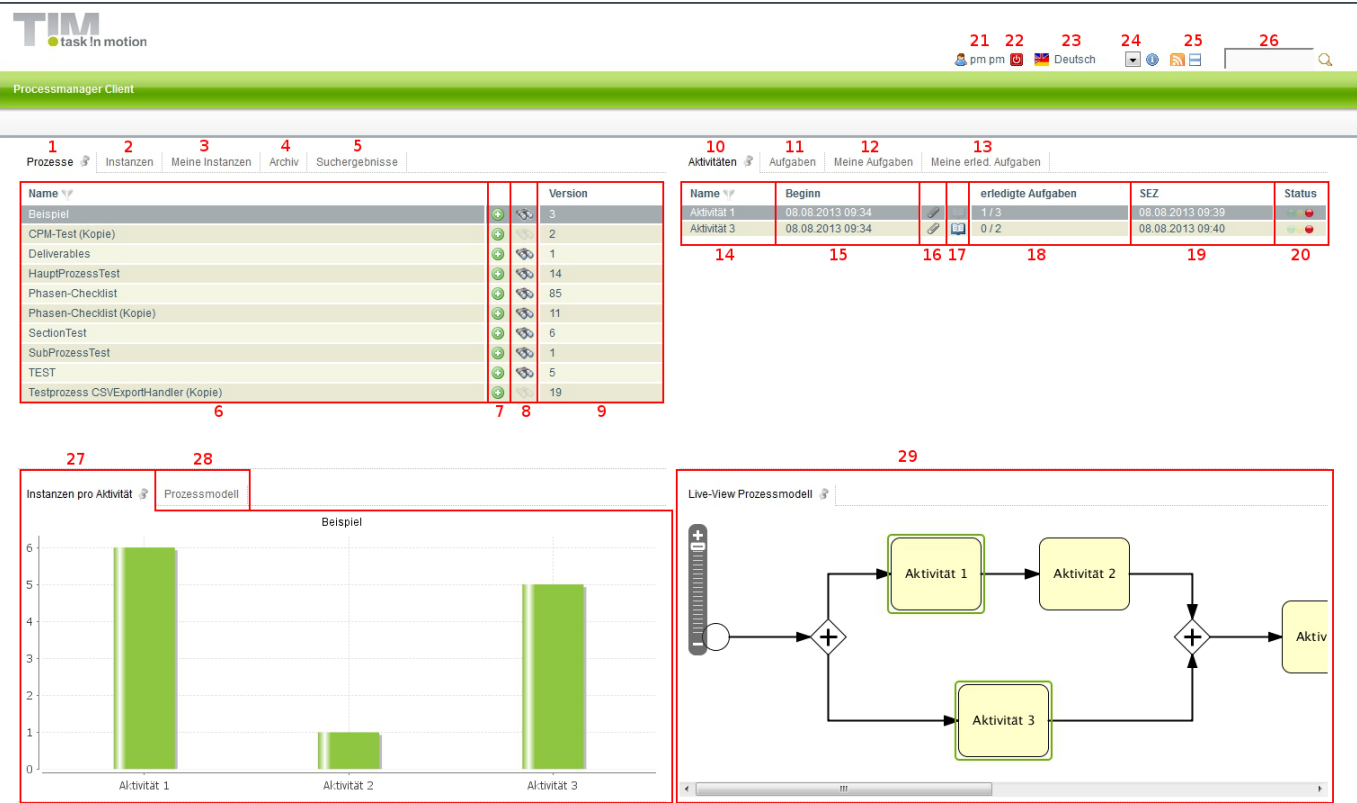 TIM
task!n motion
21 22 23 24 25 26
pm pm Deutsch
Processmanager Client
1 2 3 4 5
Prozesse Instanzen Meine Instanzen Archiv Suchergebnisse
10 11 12 13
Aktivitäten Aufgaben Meine Aufgaben Meine erled. Aufgaben
Name Version
Beispiel 3
CPM-Test (Kopie) 2
Deliverables 1
HauptProzessTest 14
Phasen-Checklist 85
Phasen-Checklist (Kopie) 11
SectionTest 6
SubProzessTest 1
TEST 5
Testprozess CSVExportHandler (Kopie) 19
6 7 8 9
Name Beginn erledigte Aufgaben SEZ Status
Aktivität 1 08.08.2013 09:34 1 / 3 08.08.2013 09:39
Aktivität 3 08.08.2013 09:34 0 / 2 08.08.2013 09:40
14 15 16 17 18 19 20
27 28
Instanzen pro Aktivität Prozessmodell
Beispiel
6
5
4
3
2
1
0
Aktivität 1 Aktivität 2 Aktivität 3
29
Live-View Prozessmodell
Aktivität 1 Aktivität 2
Aktiv
Aktivität 3